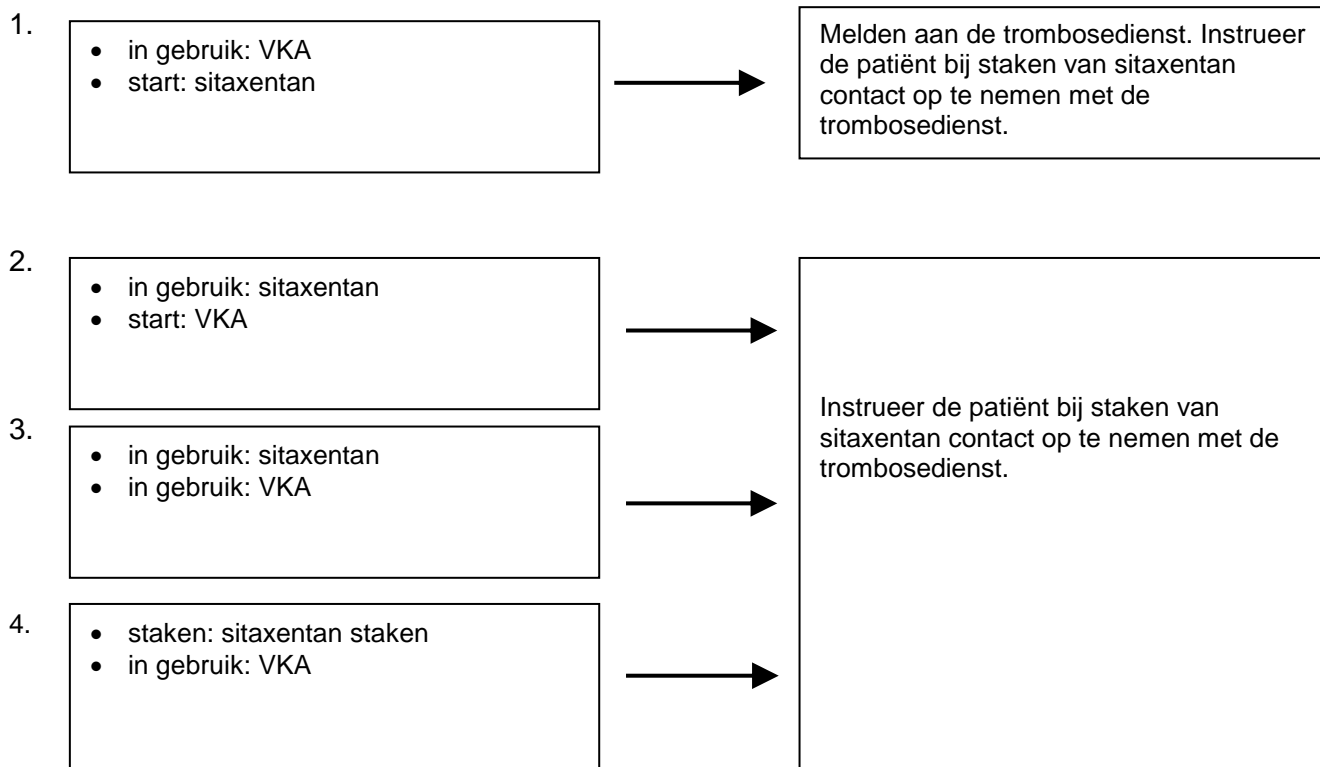 1.
• in gebruik: VKA
• start: sitaxentan
Melden aan de trombosedienst. Instrueer
de patiënt bij staken van sitaxentan
contact op te nemen met de
trombosedienst.
2.
• in gebruik: sitaxentan
• start: VKA
3.
• in gebruik: sitaxentan
• in gebruik: VKA
4.
• staken: sitaxentan staken
• in gebruik: VKA
Instrueer de patiënt bij staken van
sitaxentan contact op te nemen met de
trombosedienst.